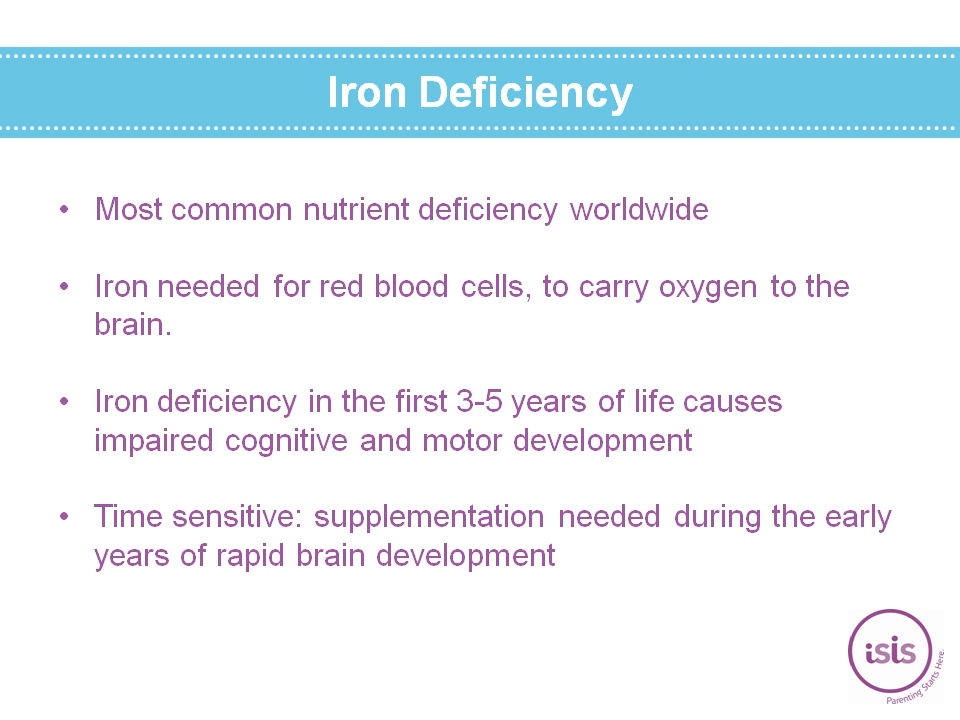 Iron Deficiency
• Most common nutrient deficiency worldwide
• Iron needed for red blood cells, to carry oxygen to the
brain.
• Iron deficiency in the first 3-5 years of life causes
impaired cognitive and motor development
• Time sensitive: supplementation needed during the early
years of rapid brain development
isis
Parenting Starts Here.